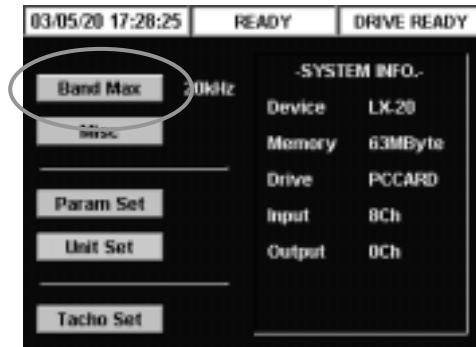 03/05/20 17:28:25 READY DRIVE READY
Band Max 20kHz
Misc
Param Set
Unit Set
Tacho Set
-SYSTEM INFO.-
Device LX-20
Memory 63MByte
Drive PCCARD
Input 8Ch
Output 0Ch